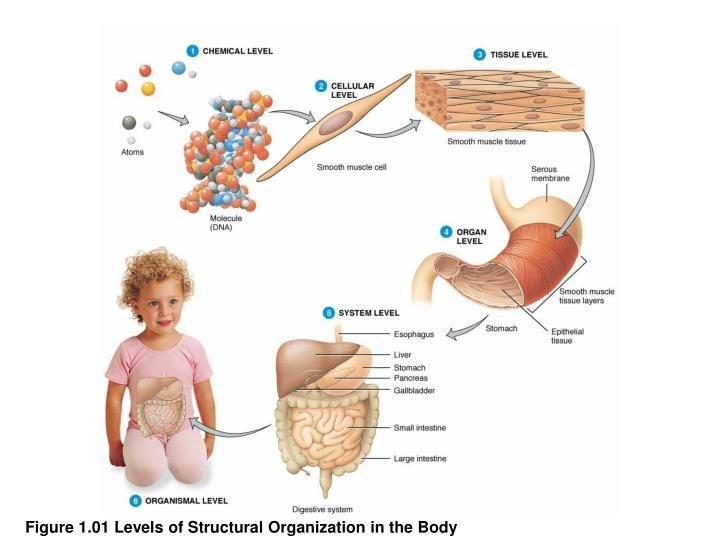 1 CHEMICAL LEVEL
Atoms
Molecule
(DNA)
2 CELLULAR
LEVEL
Smooth muscle cell
3 TISSUE LEVEL
Smooth muscle tissue
Serous
membrane
4 ORGAN
LEVEL
Smooth muscle
tissue layers
Stomach
Epithelial
tissue
5 SYSTEM LEVEL
Esophagus
Liver
Stomach
Pancreas
Gallbladder
Small intestine
Large intestine
Digestive system
6 ORGANISMAL LEVEL
Figure 1.01 Levels of Structural Organization in the Body